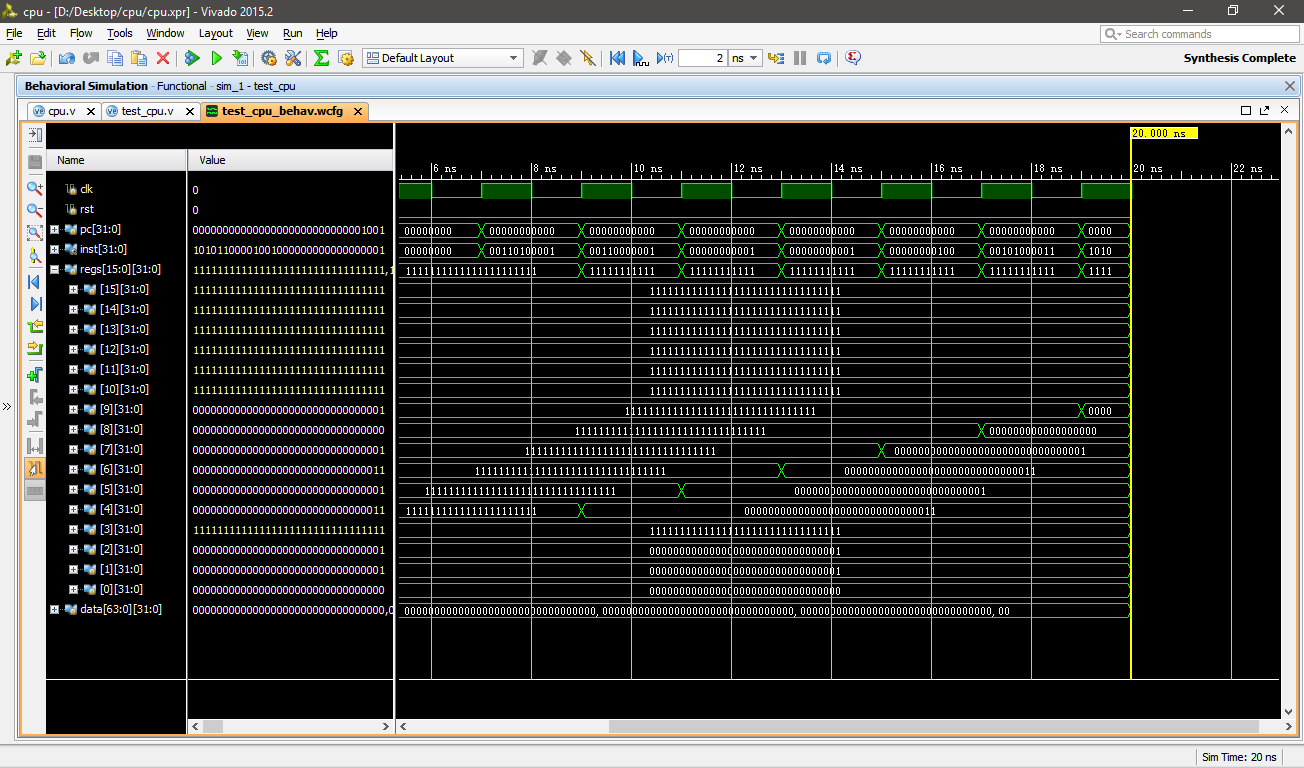 cpu - [D:/Desktop/cpu/cpu.xpr] - Vivado 2015.2
File Edit Flow Tools Window Layout View Run Help
Search commands
Default Layout 2 ns Synthesis Complete
Behavioral Simulation - Functional - sim_1 - test_cpu
cpu.v test_cpu.v test_cpu_behav.wcfg
20.000 ns
Name Value 6 ns 8 ns 10 ns 12 ns 14 ns 16 ns 18 ns 20 ns 22 ns
clk 0
rst 0
pc[31:0] 00000000000000000000000000001001 00000000 00000000000 00000000000 00000000000 00000000000 00000000000 00000000000 0000
inst[31:0] 10101100001001000000000000000001 00000000 00110100001 00110000001 00000000001 00000000001 00000000100 00101000011 1010
regs[15:0][31:0] 11111111111111111111111111111111,1 11111111111111111111111111 11111111111 11111111111 11111111111 11111111111 11111111111 1111
[15][31:0] 11111111111111111111111111111111 11111111111111111111111111111111
[14][31:0] 11111111111111111111111111111111 11111111111111111111111111111111
[13][31:0] 11111111111111111111111111111111 11111111111111111111111111111111
[12][31:0] 11111111111111111111111111111111 11111111111111111111111111111111
[11][31:0] 11111111111111111111111111111111 11111111111111111111111111111111
[10][31:0] 11111111111111111111111111111111 11111111111111111111111111111111
[9][31:0] 00000000000000000000000000000001 11111111111111111111111111111111 0000
[8][31:0] 00000000000000000000000000000000 11111111111111111111111111111111 000000000000000000
[7][31:0] 00000000000000000000000000000001 11111111111111111111111111111111 00000000000000000000000000000001
[6][31:0] 00000000000000000000000000000011 11111111111111111111111111111111 00000000000000000000000000000011
[5][31:0] 00000000000000000000000000000001 11111111111111111111111111111111 00000000000000000000000000000001
[4][31:0] 00000000000000000000000000000011 11111111111111111111111111 00000000000000000000000000000011
[3][31:0] 11111111111111111111111111111111 11111111111111111111111111111111
[2][31:0] 00000000000000000000000000000001 00000000000000000000000000000001
[1][31:0] 00000000000000000000000000000001 00000000000000000000000000000001
[0][31:0] 00000000000000000000000000000000 00000000000000000000000000000000
data[63:0][31:0] 00000000000000000000000000000000,0 00000000000000000000000000000000, 00000000000000000000000000000000, 00000000000000000000000000000000, 00
Sim Time: 20 ns